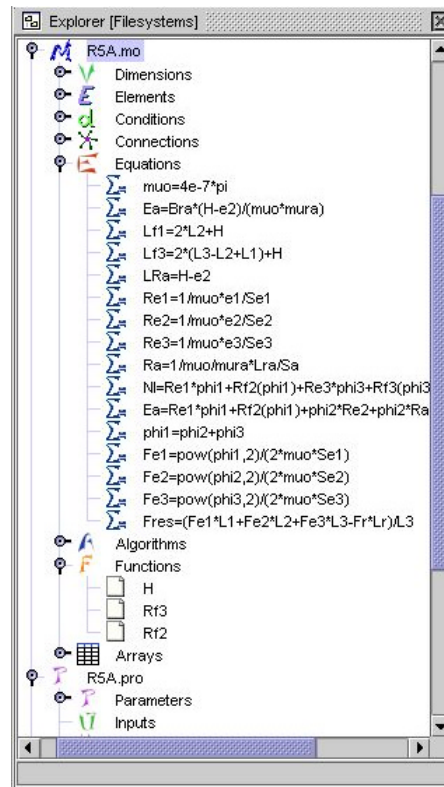 Explorer [Filesystems]
R5A.mo
Dimensions
Elements
Conditions
Connections
Equations
muo=4e-7*pi
Ea=Bra*(H-e2)/(muo*mura)
Lf1=2*L2+H
Lf3=2*(L3-L2+L1)+H
LRa=H-e2
Re1=1/muo*e1/Se1
Re2=1/muo*e2/Se2
Re3=1/muo*e3/Se3
Ra=1/muo/mura*Lra/Sa
NI=Re1*phi1+Rf2(phi1)+Re3*phi3+Rf3(phi3
Ea=Re1*phi1+Rf2(phi1)+phi2*Re2+phi2*Ra
phi1=phi2+phi3
Fe1=pow(phi1,2)/(2*muo*Se1)
Fe2=pow(phi2,2)/(2*muo*Se2)
Fe3=pow(phi3,2)/(2*muo*Se3)
Fres=(Fe1*L1+Fe2*L2+Fe3*L3-Fr*Lr)/L3
Algorithms
Functions
H
Rf3
Rf2
Arrays
R5A.pro
Parameters
Inputs